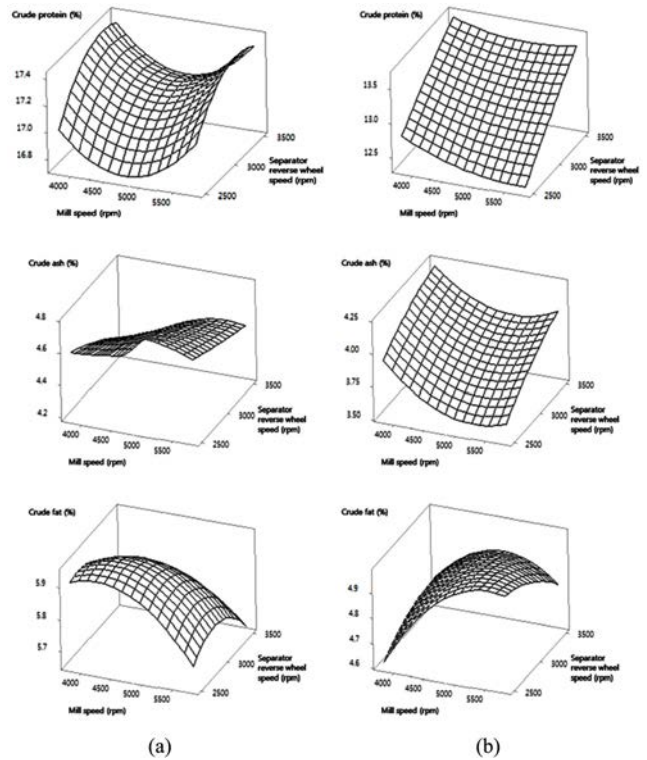 Crude protein (%)
17.4
17.2
17.0
16.8
4000
4500
5000
5500
Mill speed (rpm)
2500
3000
3500
Separator
reverse wheel
speed (rpm)
Crude protein (%)
13.5
13.0
12.5
4000
4500
5000
5500
Mill speed (rpm)
2500
3000
3500
Separator
reverse wheel
speed (rpm)
Crude ash (%)
4.8
4.6
4.4
4.2
4000
4500
5000
5500
Mill speed (rpm)
2500
3000
3500
Separator
reverse wheel
speed (rpm)
Crude ash (%)
4.25
4.00
3.75
3.50
4000
4500
5000
5500
Mill speed (rpm)
2500
3000
3500
Separator
reverse wheel
speed (rpm)
Crude fat (%)
5.9
5.8
5.7
4000
4500
5000
5500
Mill speed (rpm)
2500
3000
3500
Separator
reverse wheel
speed (rpm)
Crude fat (%)
4.9
4.8
4.7
4.6
4000
4500
5000
5500
Mill speed (rpm)
2500
3000
3500
Separator
reverse wheel
speed (rpm)
(a)
(b)